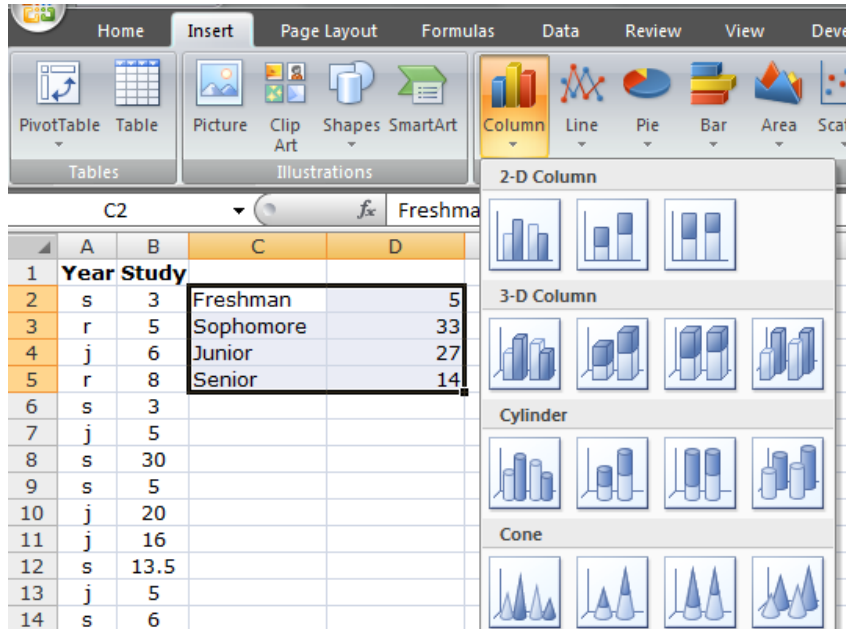 Home Insert Page Layout Formulas Data Review View Deve
PivotTable Table Picture Clip Art Shapes SmartArt Column Line Pie Bar Area Scat
Tables Illustrations
C2 fx Freshma
2-D Column
3-D Column
Cylinder
Cone
A B C D
1 Year Study
2 s 3 Freshman 5
3 r 5 Sophomore 33
4 j 6 Junior 27
5 r 8 Senior 14
6 s 3
7 j 5
8 s 30
9 s 5
10 j 20
11 j 16
12 s 13.5
13 j 5
14 s 6